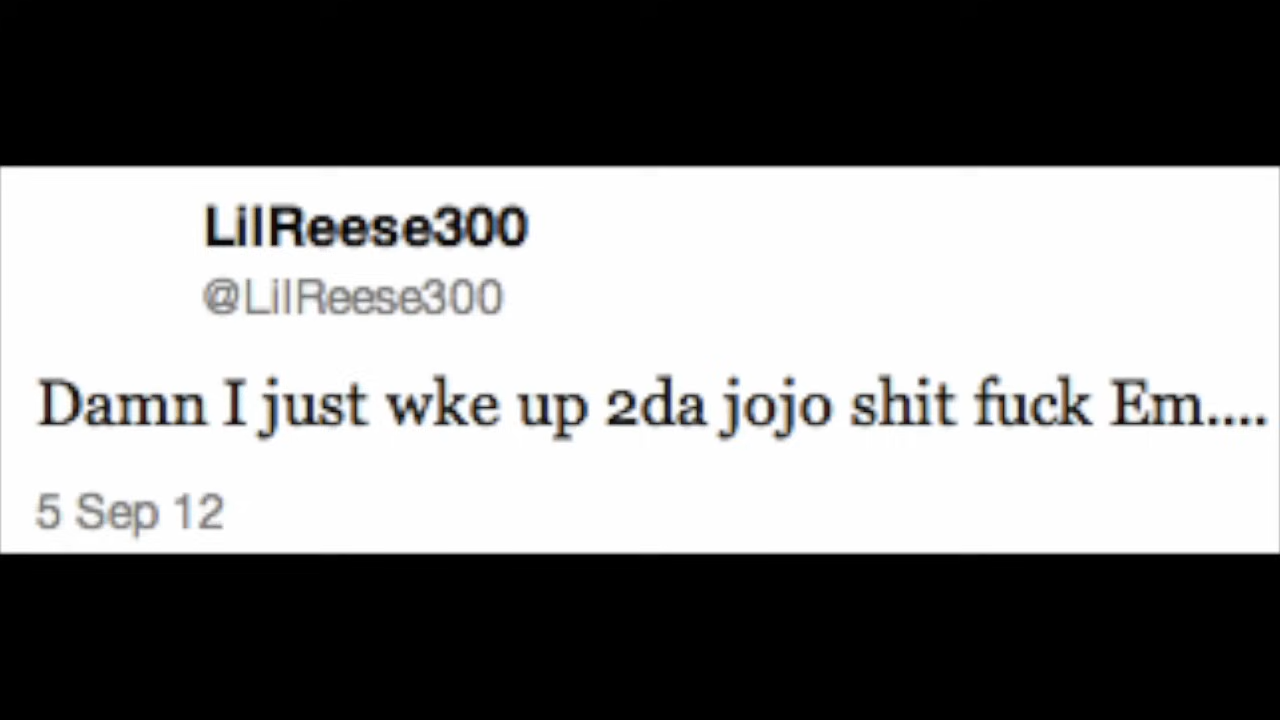 LilReese300
@LilReese300
Damn I just wke up 2da jojo shit fuck Em....
5 Sep 12